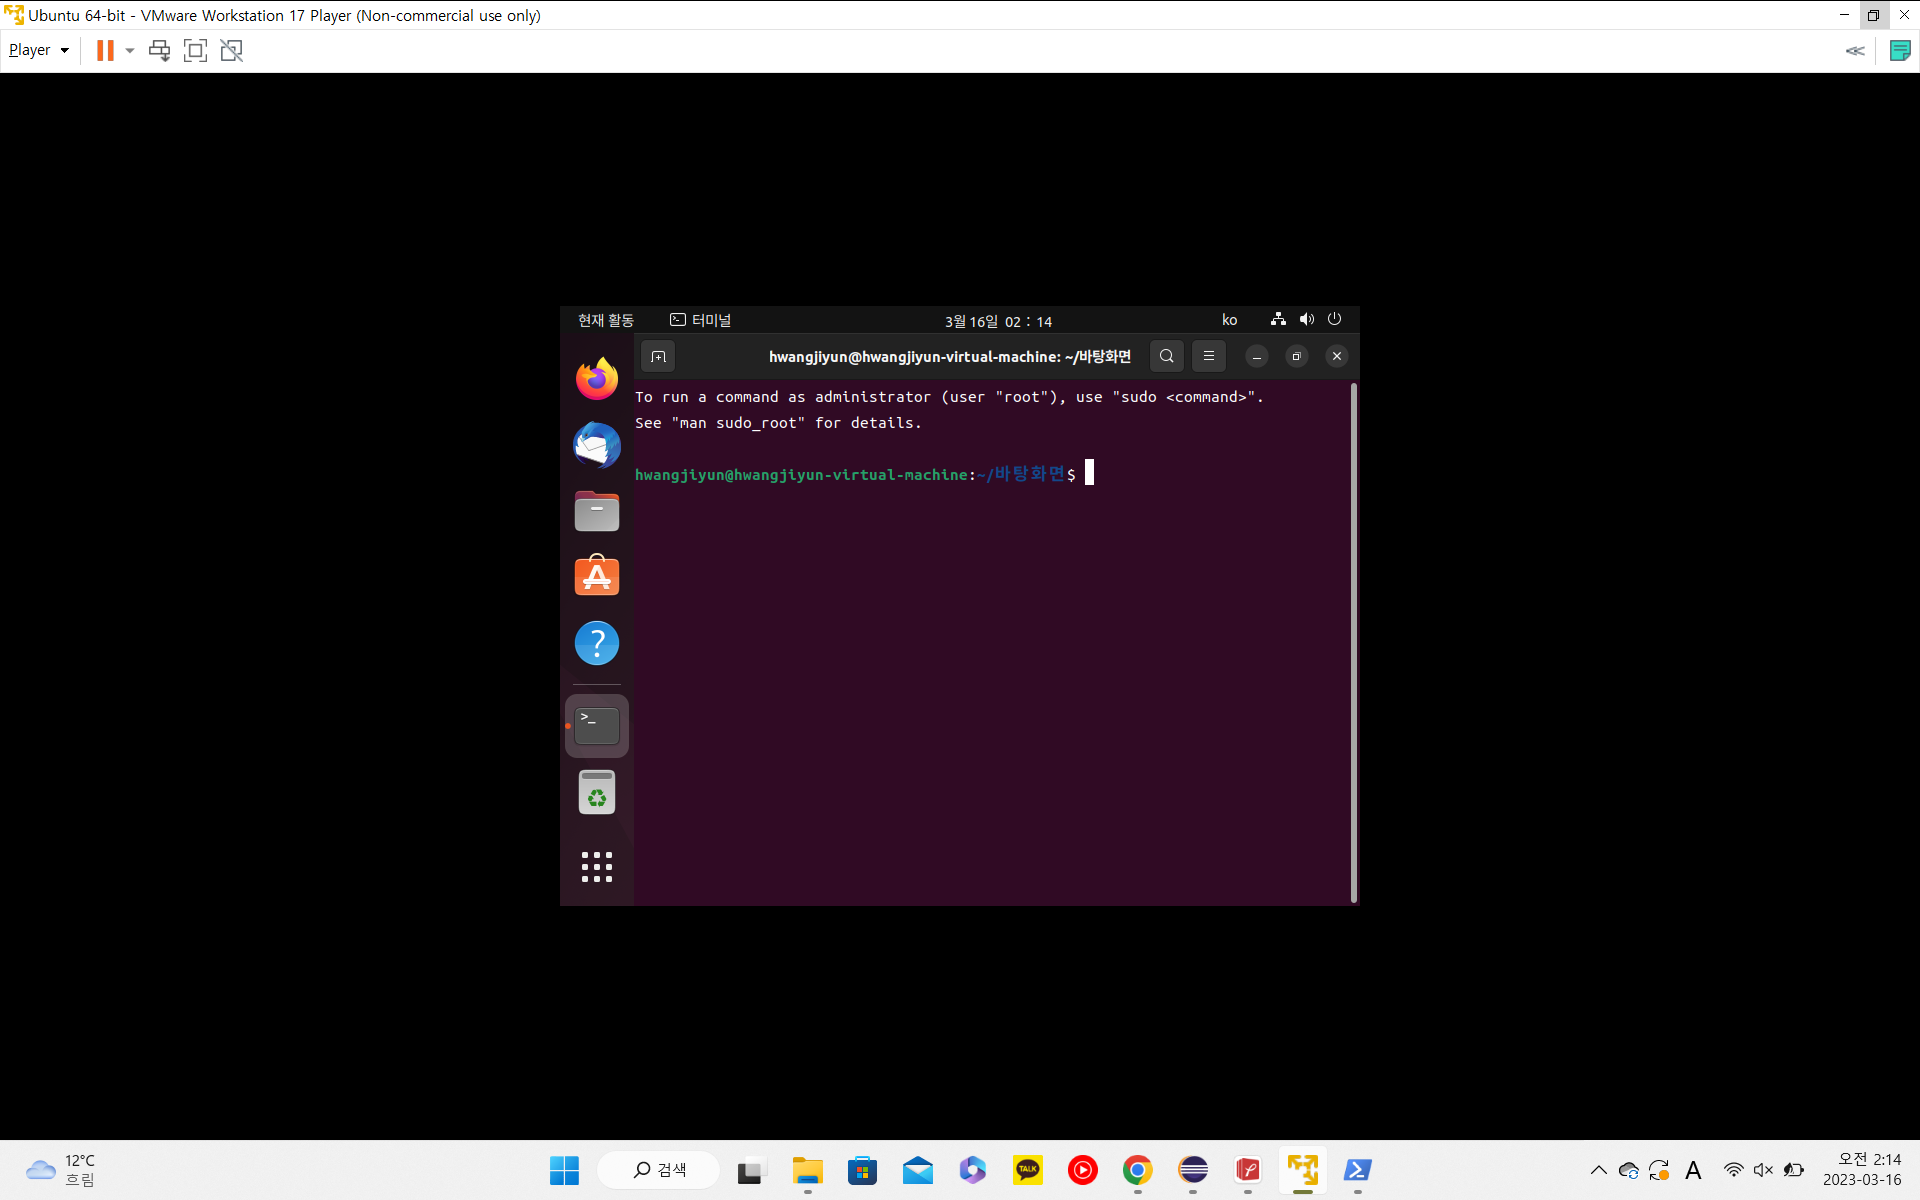 Ubuntu 64-bit - VMware Workstation 17 Player (Non-commercial use only)
Player
현재 활동
터미널
3월 16일 02 : 14
ko
hwangjiyun@hwangjiyun-virtual-machine: ~/바탕화면
To run a command as administrator (user "root"), use "sudo <command>".
See "man sudo_root" for details.
hwangjiyun@hwangjiyun-virtual-machine:~/바탕화면$
>_
12°C
흐림
검색
TALK
A
오전 2:14
2023-03-16